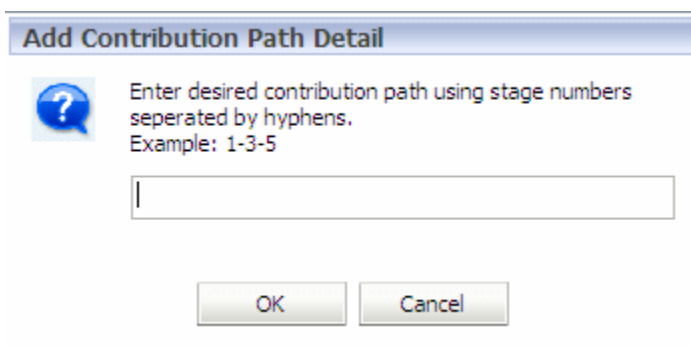 Add Contribution Path Detail
Enter desired contribution path using stage numbers
seperated by hyphens.
Example: 1-3-5
OK
Cancel